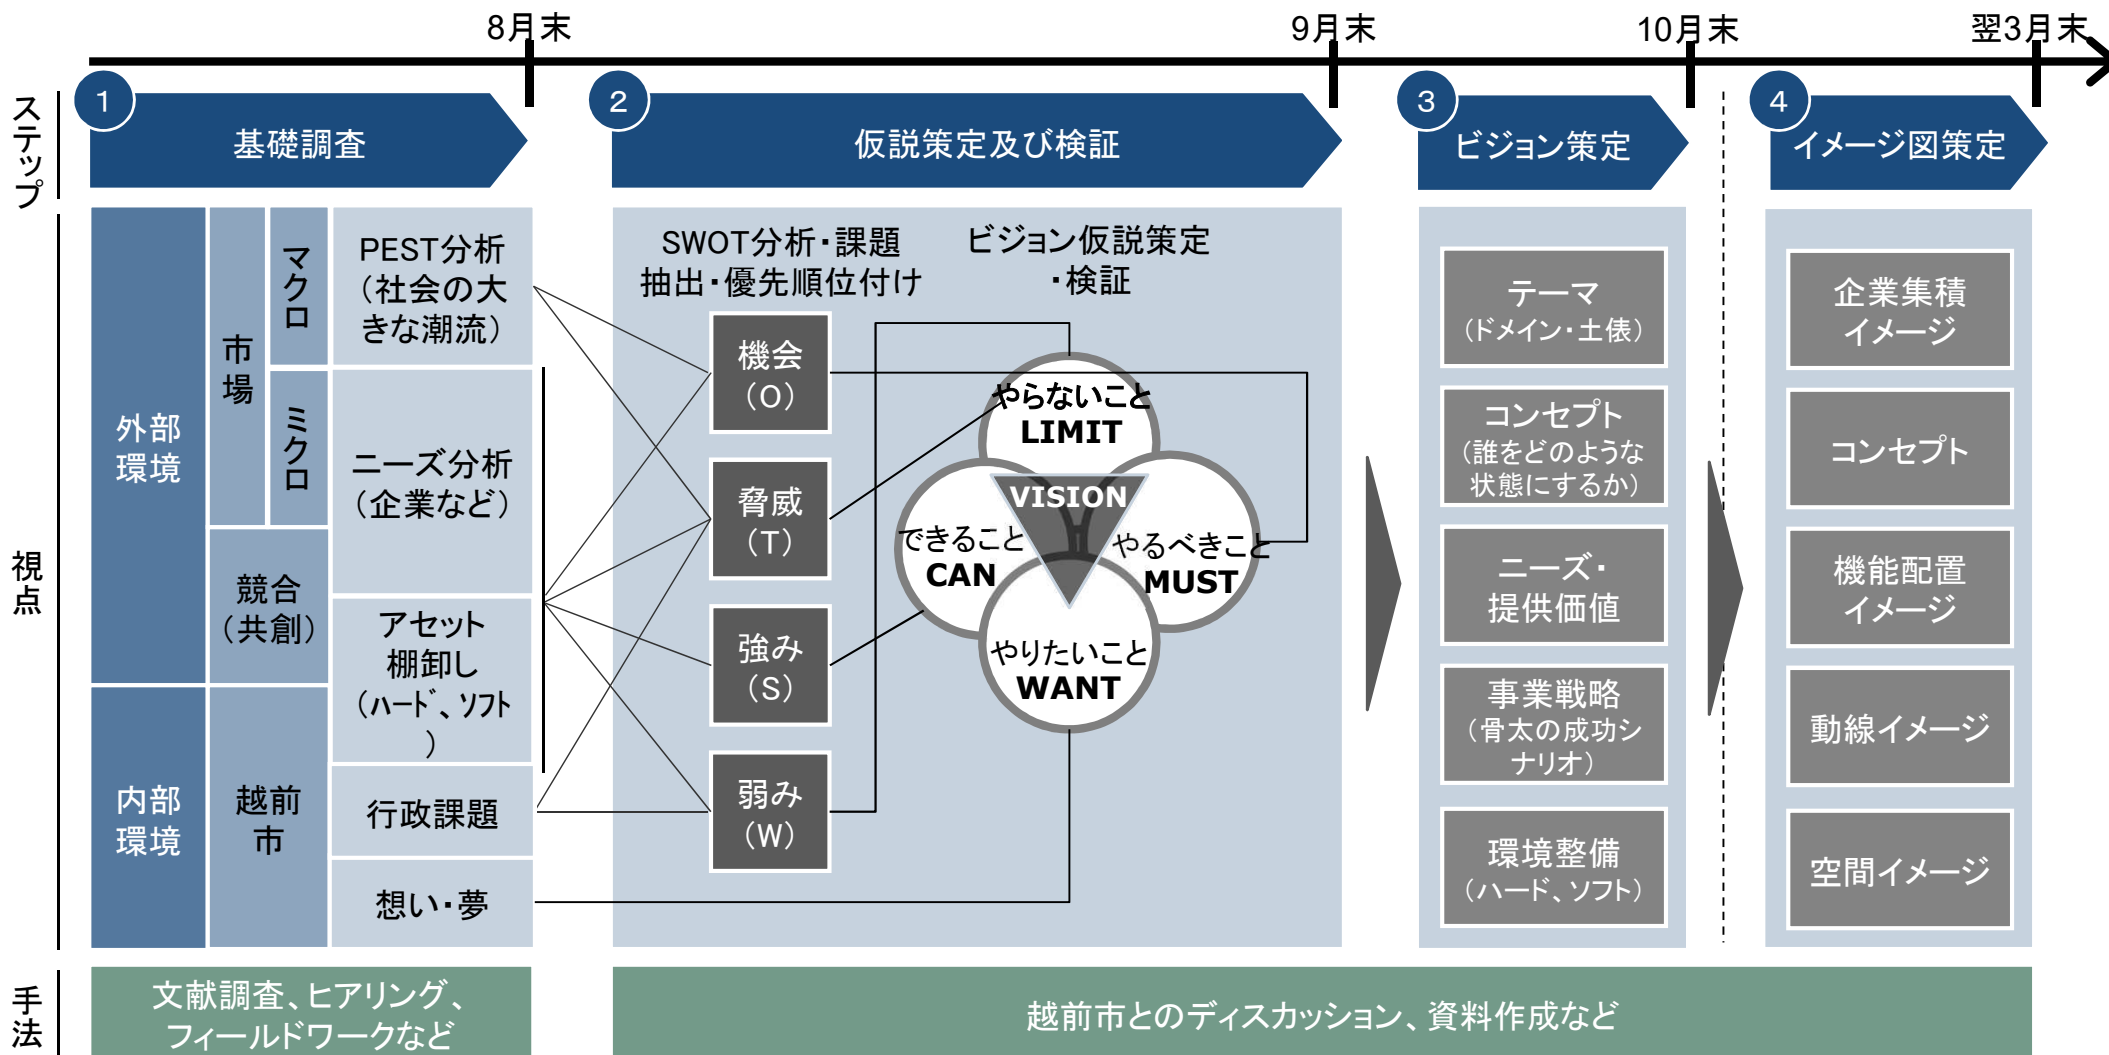 8月末
9月末
10月末
翌3月末
ステップ
1
基礎調査
2
仮説策定及び検証
3
ビジョン策定
4
イメージ図策定
視点
外部
環境
市場
マクロ
ミクロ
競合
（共創）
内部
環境
越前
市
PEST分析
（社会の大
きな潮流）
ニーズ分析
（企業など）
アセット
棚卸し
（ﾊｰﾄﾞ、ｿﾌﾄ
）
行政課題
想い・夢
SWOT分析・課題
抽出・優先順位付け
機会
（O）
脅威
（T）
強み
（S）
弱み
（W）
ビジョン仮説策定
・検証
やらないこと
LIMIT
VISION
できること
CAN
やるべきこと
MUST
やりたいこと
WANT
テーマ
（ドメイン・土俵）
コンセプト
（誰をどのような
状態にするか）
ニーズ・
提供価値
事業戦略
（骨太の成功シ
ナリオ）
環境整備
（ハード、ソフト）
企業集積
イメージ
コンセプト
機能配置
イメージ
動線イメージ
空間イメージ
手法
文献調査、ヒアリング、
フィールドワークなど
越前市とのディスカッション、資料作成など